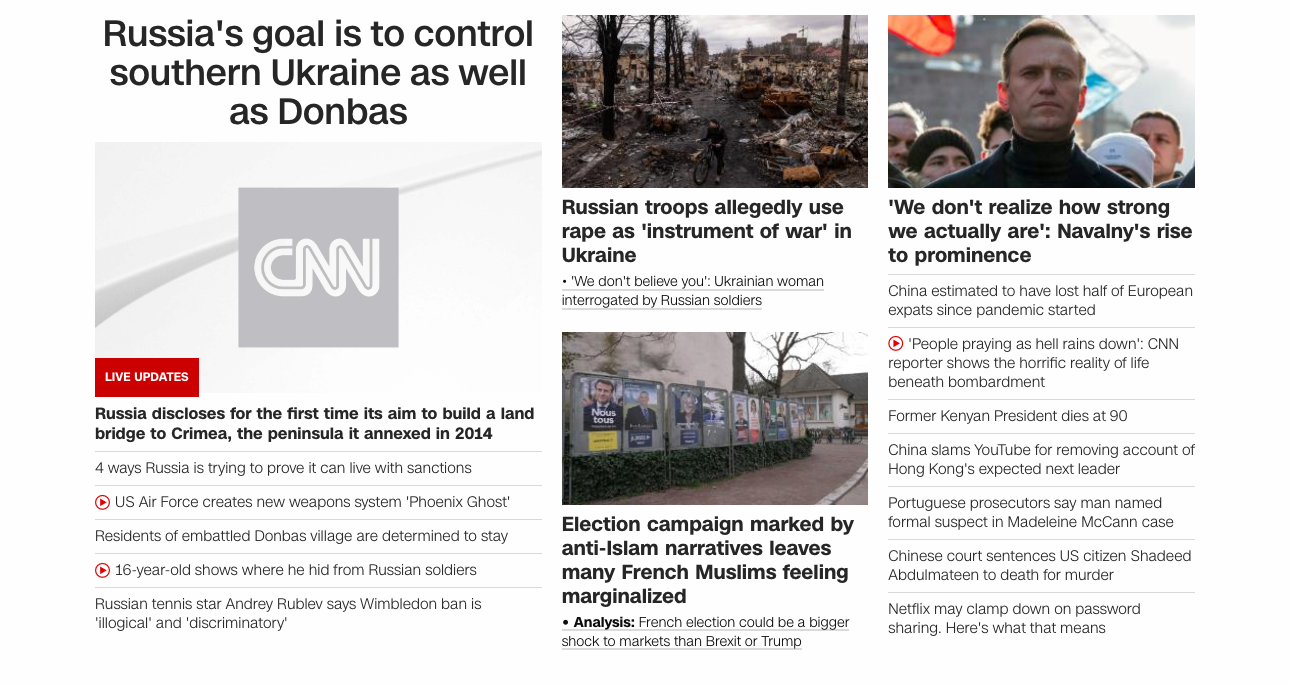 Russia's goal is to control
southern Ukraine as well
as Donbas
CNN
LIVE UPDATES
Russia discloses for the first time its aim to build a land
bridge to Crimea, the peninsula it annexed in 2014
4 ways Russia is trying to prove it can live with sanctions
US Air Force creates new weapons system 'Phoenix Ghost'
Residents of embattled Donbas village are determined to stay
16-year-old shows where he hid from Russian soldiers
Russian tennis star Andrey Rublev says Wimbledon ban is
'illogical' and 'discriminatory'
Russian troops allegedly use
rape as 'instrument of war' in
Ukraine
• 'We don't believe you': Ukrainian woman
interrogated by Russian soldiers
Nous
tous
Election campaign marked by
anti-Islam narratives leaves
many French Muslims feeling
marginalized
• Analysis: French election could be a bigger
shock to markets than Brexit or Trump
'We don't realize how strong
we actually are': Navalny's rise
to prominence
China estimated to have lost half of European
expats since pandemic started
'People praying as hell rains down': CNN
reporter shows the horrific reality of life
beneath bombardment
Former Kenyan President dies at 90
China slams YouTube for removing account of
Hong Kong's expected next leader
Portuguese prosecutors say man named
formal suspect in Madeleine McCann case
Chinese court sentences US citizen Shadeed
Abdulmateen to death for murder
Netflix may clamp down on password
sharing. Here's what that means